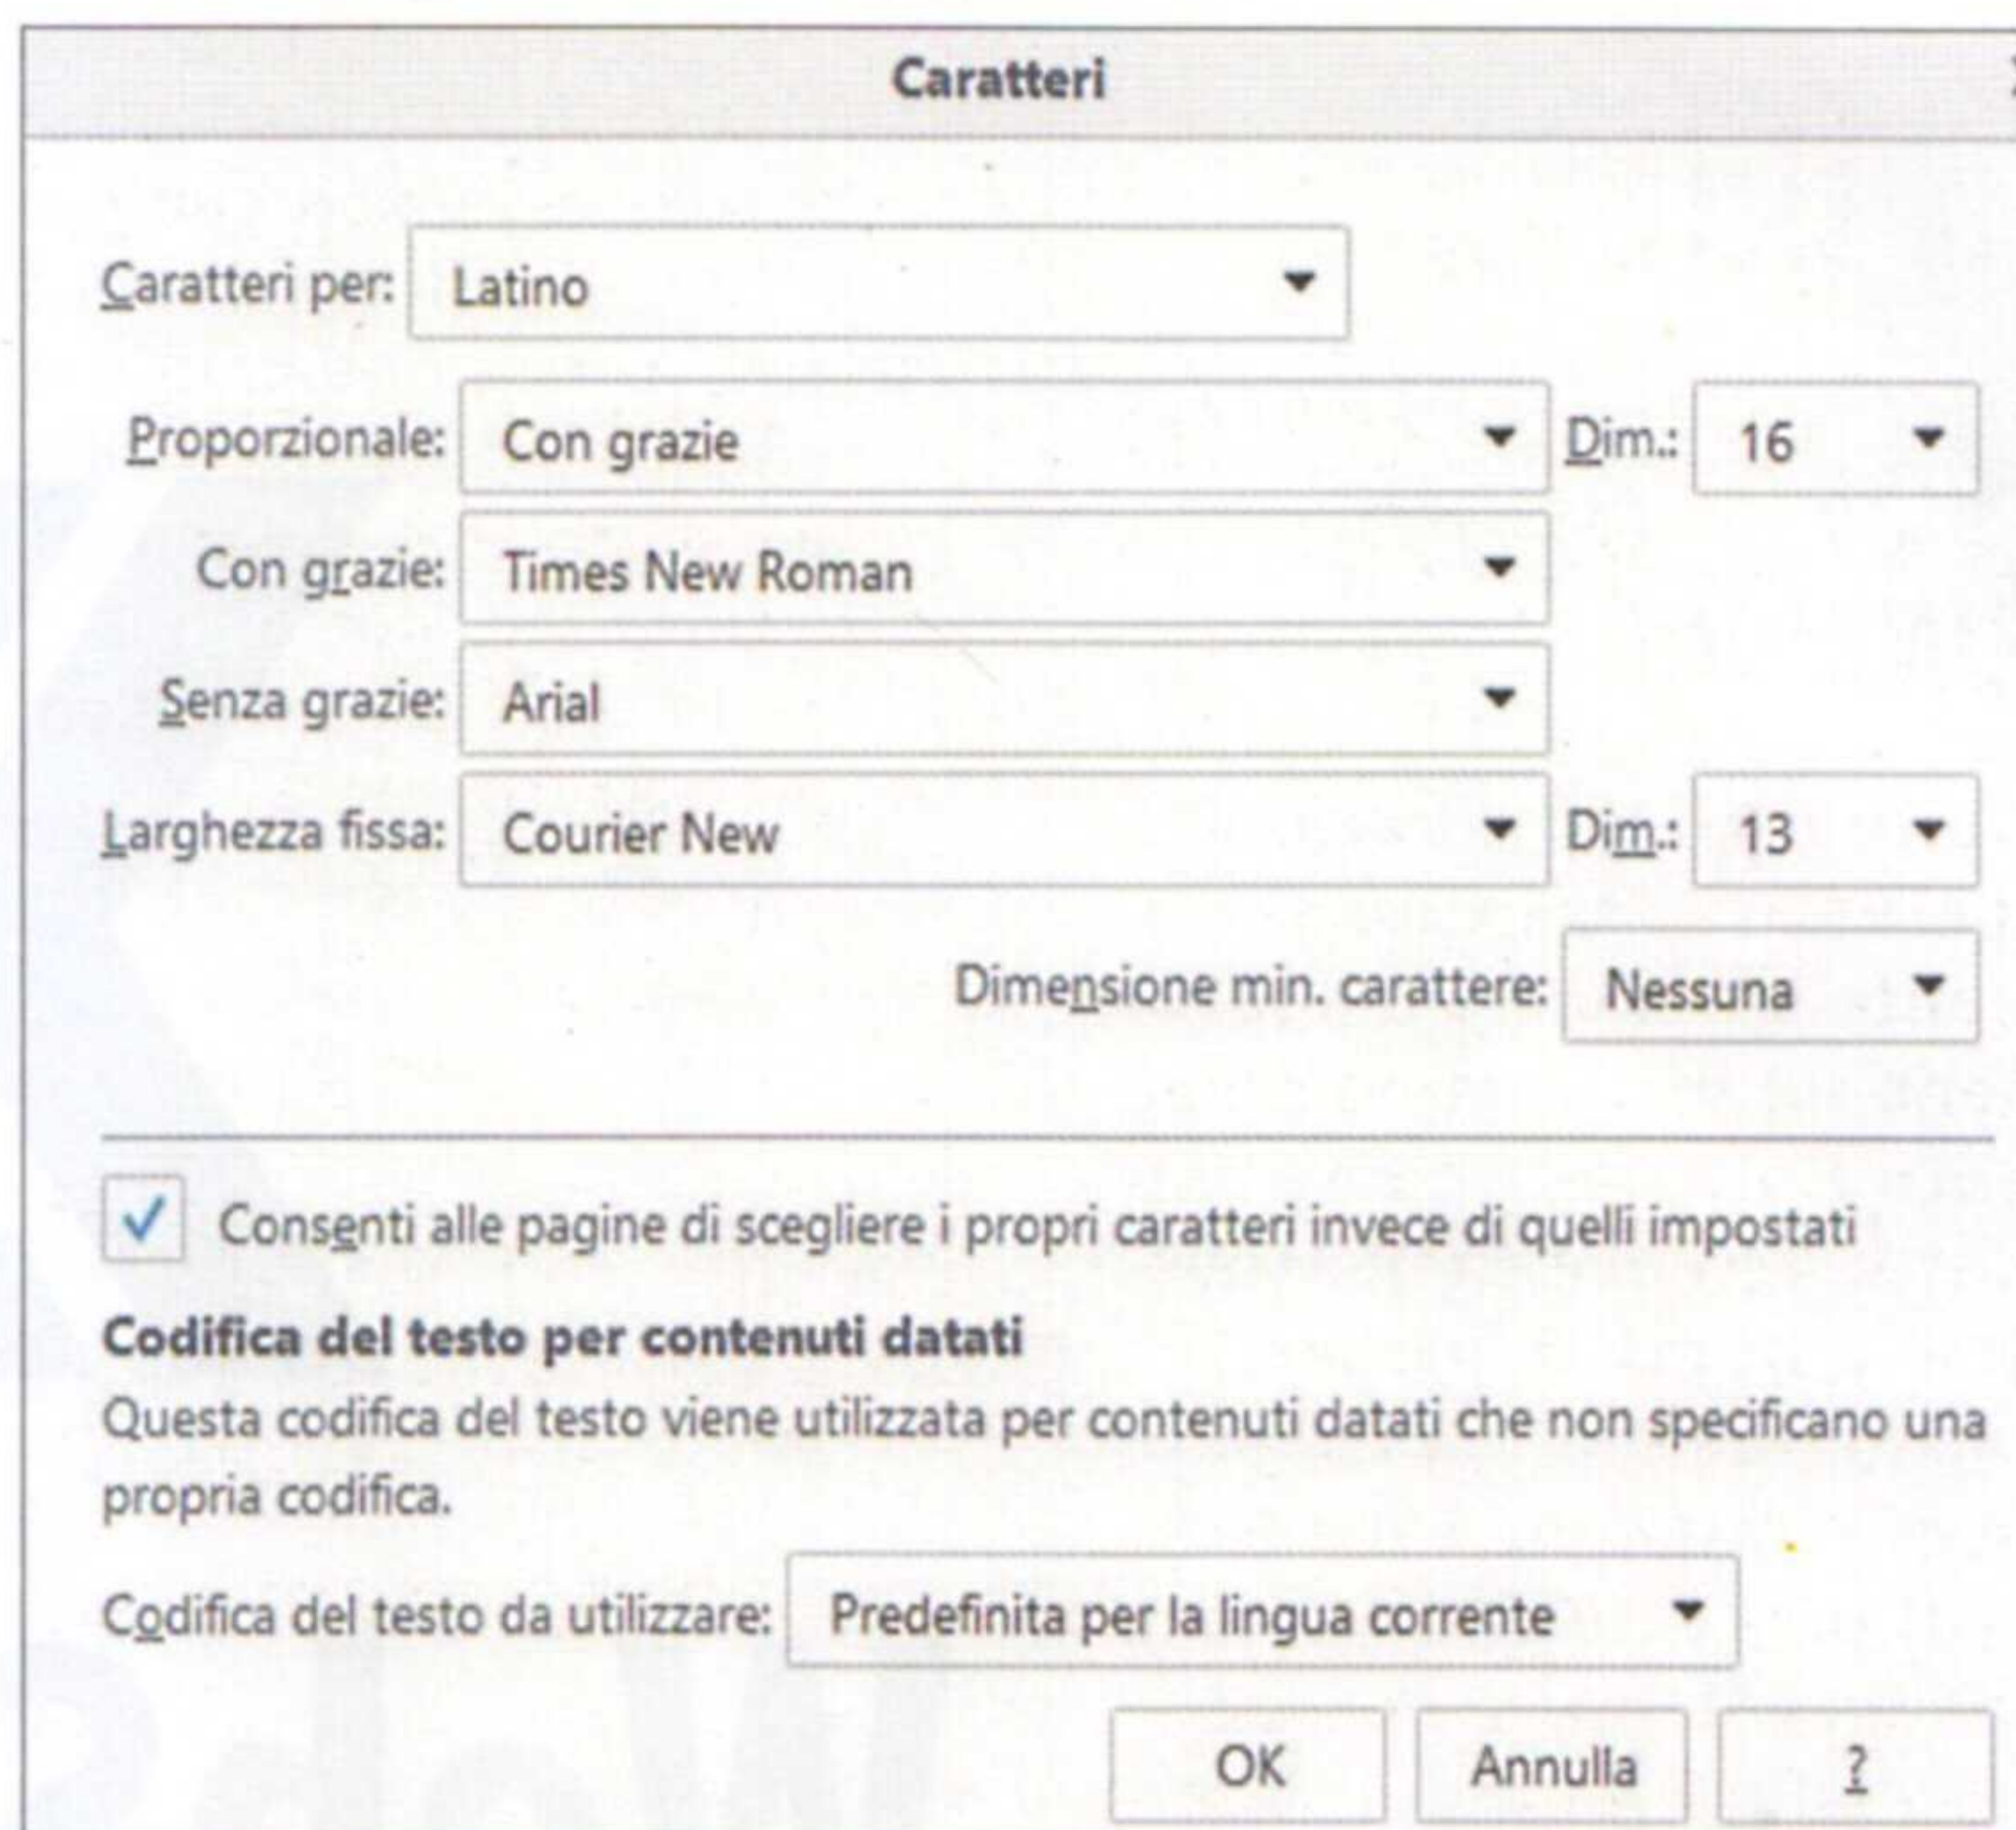 Caratteri
Caratteri per: Latino
Proporzionale: Con grazie Dim.: 16
Con grazie: Times New Roman
Senza grazie: Arial
Larghezza fissa: Courier New Dim.: 13
Dimensione min. carattere: Nessuna
Consenti alle pagine di scegliere i propri caratteri invece di quelli impostati
Codifica del testo per contenuti datati
Questa codifica del testo viene utilizzata per contenuti datati che non specificano una
propria codifica.
Codifica del testo da utilizzare: Predefinita per la lingua corrente
OK Annulla ?